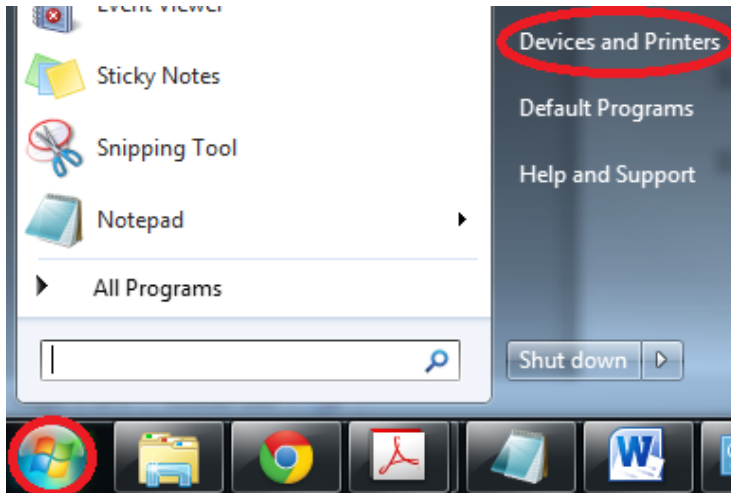 Event Viewer
Sticky Notes
Snipping Tool
Notepad
All Programs
Devices and Printers
Default Programs
Help and Support
Shut down
W